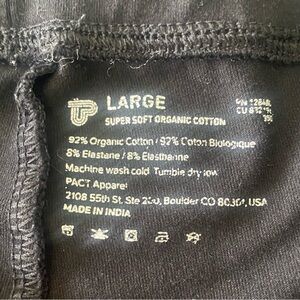 LARGE
SUPER SOFT ORGANIC COTTON
92% Organic Cotton / 92% Coton Biologique
8% Elastane / 8% Elasthanne
Machine wash cold Tumble dry low
PACT Apparel
2108 55th St. Ste 200, Boulder CO 80301, USA
MADE IN INDIA